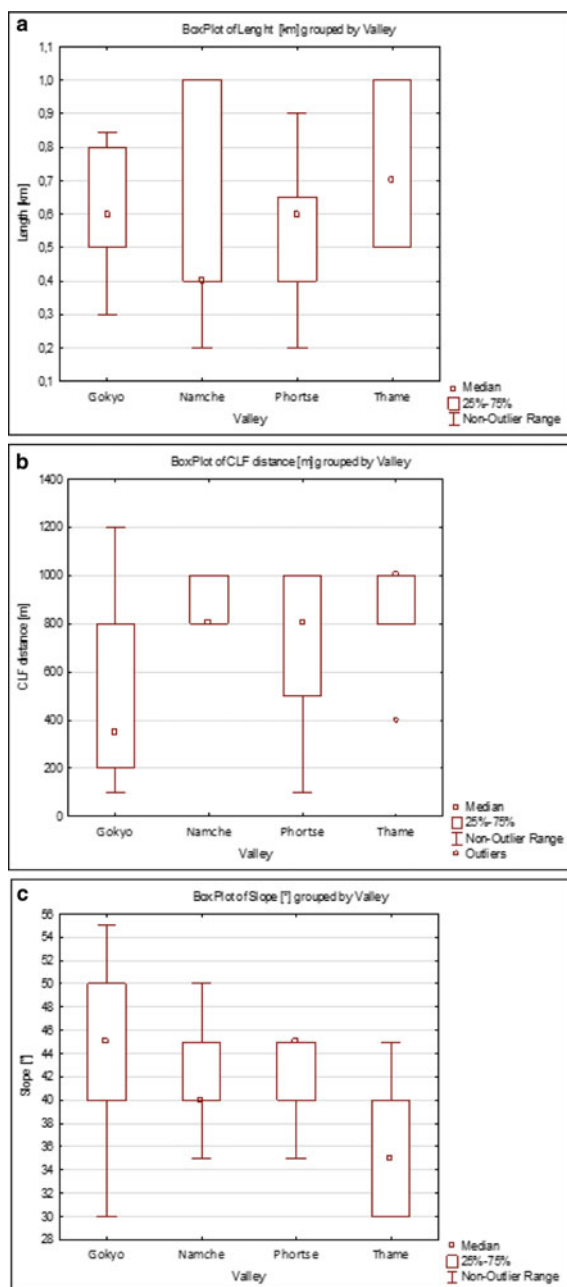 a
BoxPlot of Lenght [km] grouped by Valley
1,1
1,0
0,9
0,8
0,7
0,6
0,5
0,4
0,3
0,2
0,1
Length [km]
Gokyo Namche Phortse Thame
Valley
Median
25%-75%
Non-Outlier Range
b
BoxPlot of CLF distance [m] grouped by Valley
1400
1200
1000
800
600
400
200
0
CLF distance [m]
Gokyo Namche Phortse Thame
Valley
Median
25%-75%
Non-Outlier Range
Outliers
c
BoxPlot of Slope [°] grouped by Valley
56
54
52
50
48
46
44
42
40
38
36
34
32
30
28
Slope [°]
Gokyo Namche Phortse Thame
Valley
Median
25%-75%
Non-Outlier Range